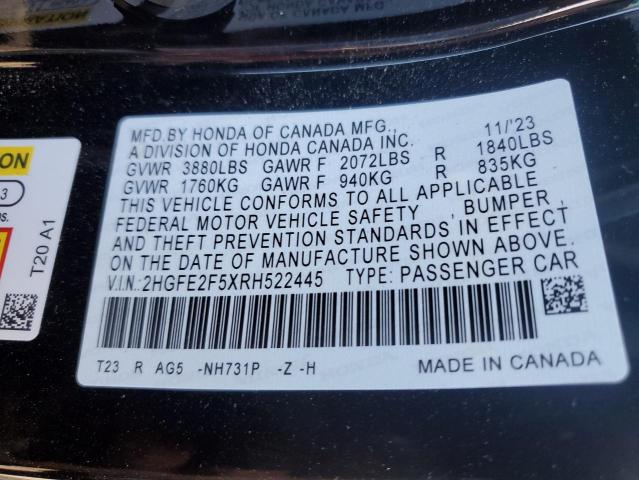 MFD.BY HONDA OF CANADA MFG., 11/'23
A DIVISION OF HONDA CANADA INC.
GVWR 3880LBS GAWR F 2072LBS R 1840LBS
GVWR 1760KG GAWR F 940KG R 835KG
THIS VEHICLE CONFORMS TO ALL APPLICABLE
FEDERAL MOTOR VEHICLE SAFETY , BUMPER ,
AND THEFT PREVENTION STANDARDS IN EFFECT
ON THE DATE OF MANUFACTURE SHOWN ABOVE.
V.I.N.:2HGFE2F5XRH522445 TYPE: PASSENGER CAR
T23 R AG5 -NH731P -Z -H MADE IN CANADA
ION
3
T20 A1